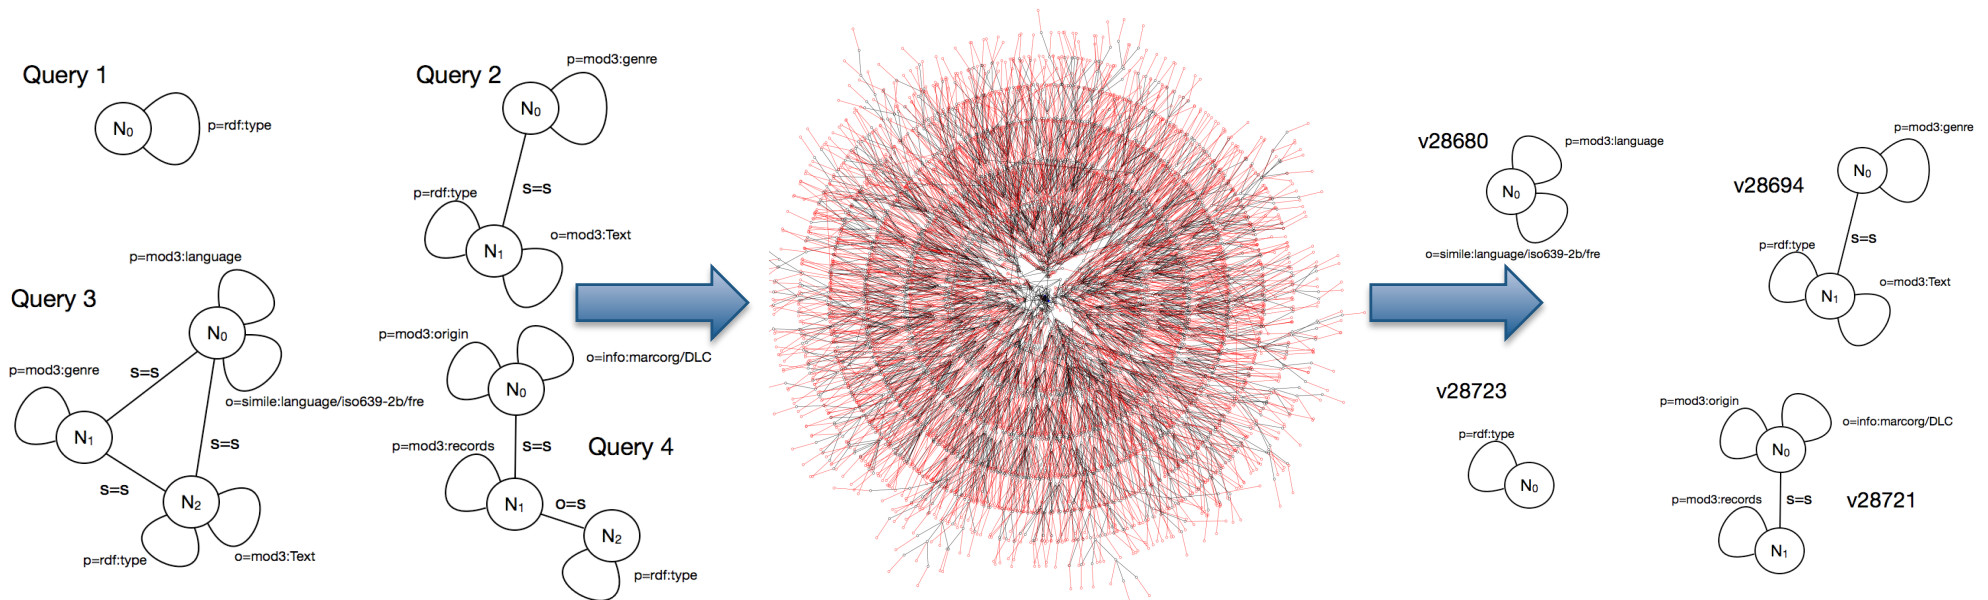 Query 1
N0
p=rdf:type
Query 2
p=mod3:genre
N0
s=s
p=rdf:type
N1
o=mod3:Text
Query 3
p=mod3:language
N0
o=simile:language/iso639-2b/fre
s=s
p=mod3:genre
N1
s=s
s=s
N2
p=rdf:type
o=mod3:Text
p=mod3:origin
o=info:marcorg/DLC
N0
s=s
Query 4
p=mod3:records
N1
o=s
N2
p=rdf:type
v28680
p=mod3:language
N0
o=simile:language/iso639-2b/fre
v28694
p=mod3:genre
N0
s=s
p=rdf:type
N1
o=mod3:Text
v28723
p=rdf:type
N0
p=mod3:origin
o=info:marcorg/DLC
N0
s=s
p=mod3:records
v28721
N1